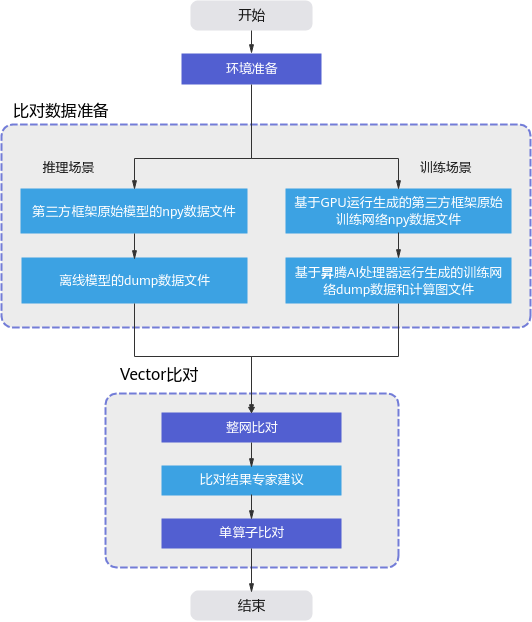 开始
环境准备
比对数据准备
推理场景
训练场景
第三方框架原始模型的npy数据文件
基于GPU运行生成的第三方框架原始
训练网络npy数据文件
离线模型的dump数据文件
基于昇腾AI处理器运行生成的训练网
络dump数据和计算图文件
Vector比对
整网比对
比对结果专家建议
单算子比对
结束